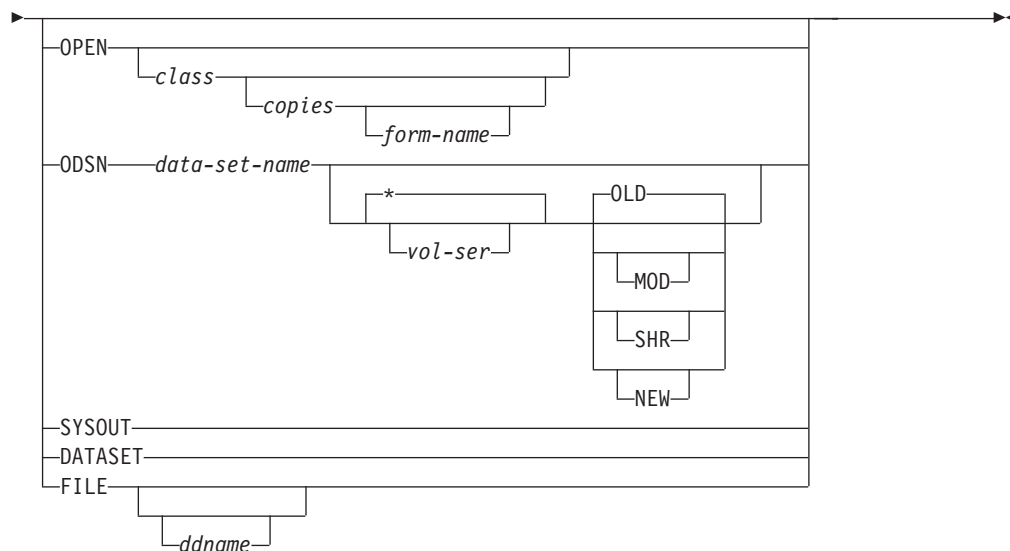 OPEN
class
copies
form-name
ODSN data-set-name
*
OLD
vol-ser
MOD
SHR
NEW
SYSOUT
DATASET
FILE
ddname